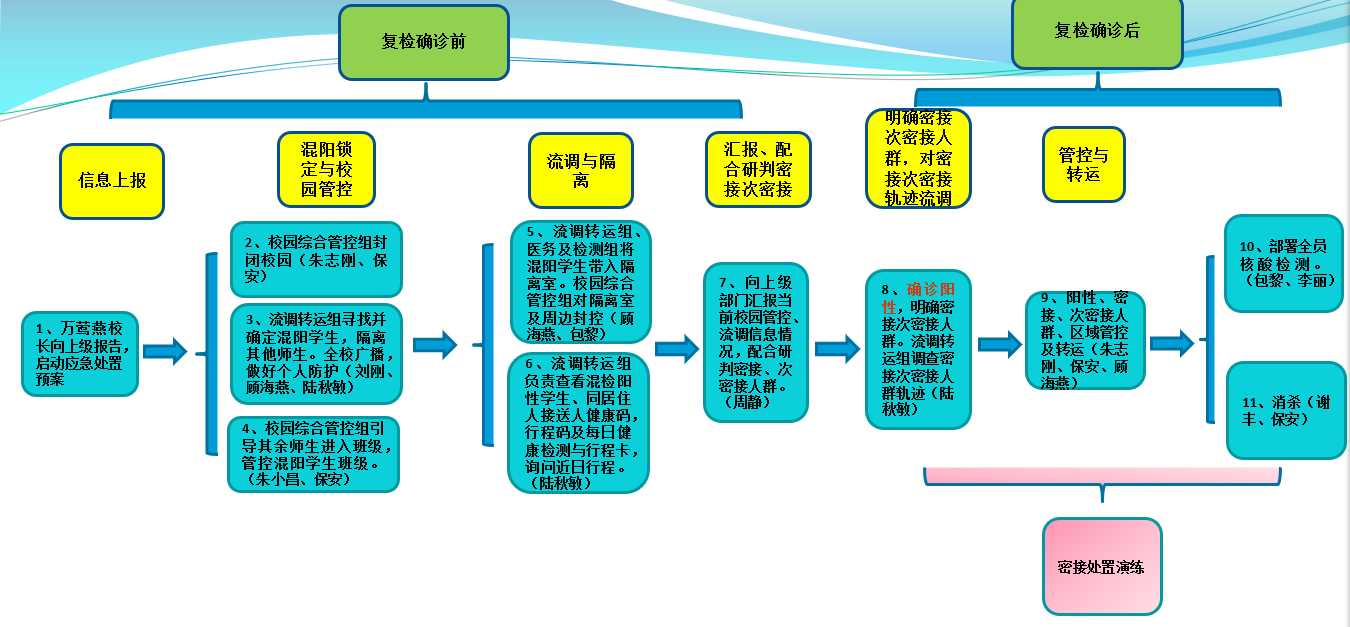 复检确诊前
复检确诊后
信息上报
混阳锁
定与校
园管控
流调与隔
离
汇报、配
合研判密
接次密接
明确密接
次密接人
群，对密
接次密接
轨迹流调
管控与
转运
1、万莺燕校
长向上级报告，
启动应急处置
预案
2、校园综合管控组封
闭校园（朱志刚、保
安）
3、流调转运组寻找并
确定混阳学生，隔离
其他师生。全校广播，
做好个人防护（刘刚、
顾海燕、陆秋敏）
4、校园综合管控组引
导其余师生进入班级，
管控混阳学生班级。
（朱小昌、保安）
5、流调转运组、
医务及检测组将
混阳学生带入隔
离室。校园综合
管控组对隔离室
及周边封控（顾
海燕、包黎）
6、流调转运组
负责查看混检阳
性学生、同居住
人接送人健康码，
行程码及每日健
康检测与行程卡，
询问近日行程。
（陆秋敏）
7、向上级
部门汇报当
前校园管控、
流调信息情
况，配合研
判密接、次
密接人群。
（周静）
8、确诊阳
性，明确密
接次密接人
群。流调转
运组调查密
接次密接人
群轨迹（陆
秋敏）
9、阳性、密
接、次密接人
群、区域管控
及转运（朱志
刚、保安、顾
海燕）
10、部署全员
核酸检测。
（包黎、李丽）
11、消杀（谢
丰、保安）
密接处置演练